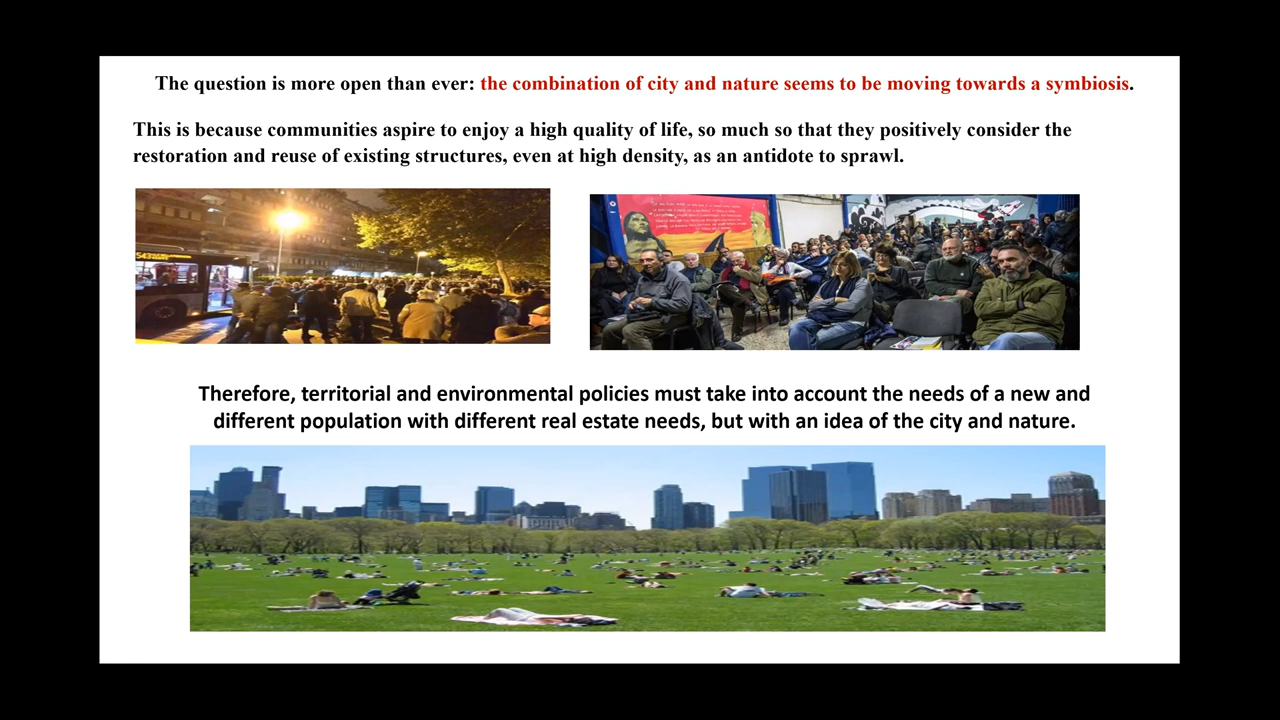 The question is more open than ever: the combination of city and nature seems to be moving towards a symbiosis.
This is because communities aspire to enjoy a high quality of life, so much so that they positively consider the
restoration and reuse of existing structures, even at high density, as an antidote to sprawl.
543
Therefore, territorial and environmental policies must take into account the needs of a new and
different population with different real estate needs, but with an idea of the city and nature.